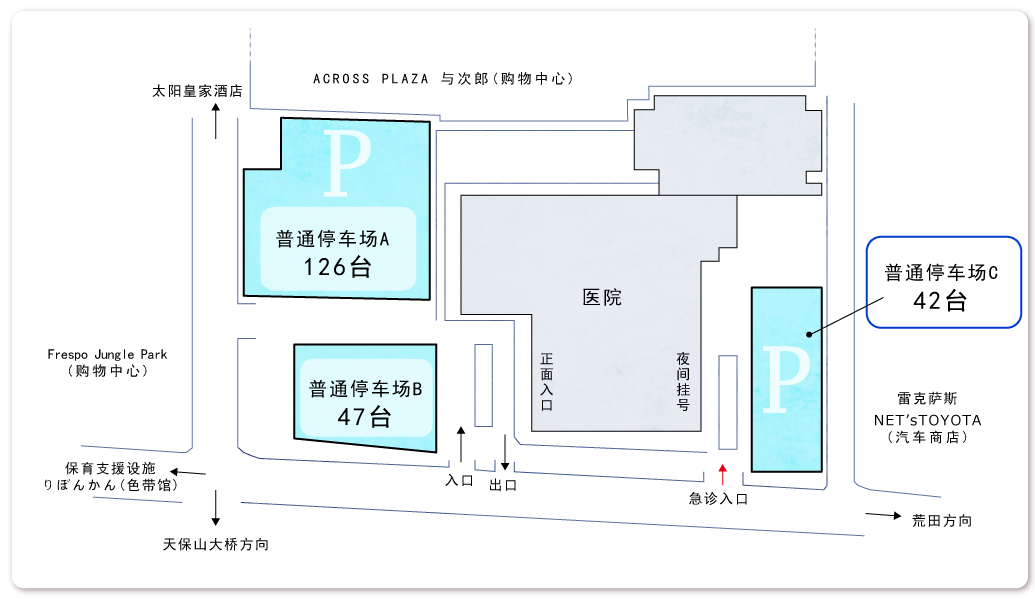 ACROSS PLAZA 与次郎(购物中心)
太阳皇家酒店
P
普通停车场A
126台
普通停车场C
42台
医院
正面入口
夜间挂号
P
Frespo Jungle Park
(购物中心)
普通停车场B
47台
雷克萨斯
NET'sTOYOTA
(汽车商店)
保育支援设施
りぼんかん(色带馆)
入口
出口
急诊入口
荒田方向
天保山大桥方向